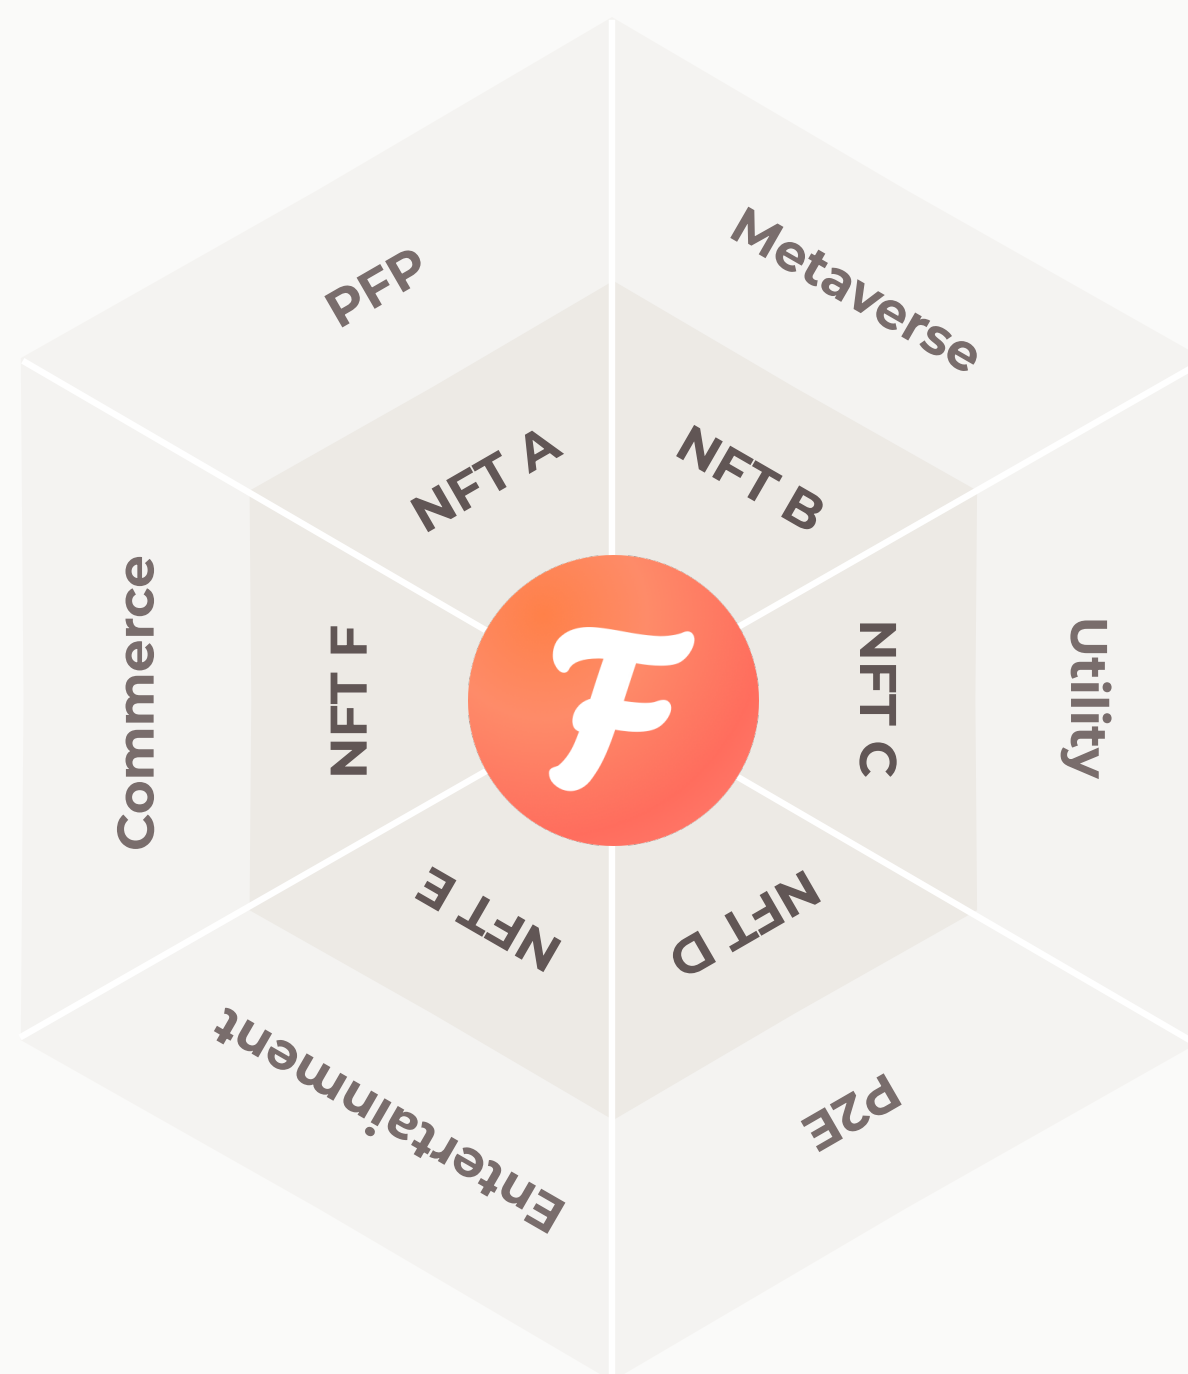 PFP
Metaverse
NFT A
NFT B
Commerce
NFT F
F
NFT C
Utility
NFT E
NFT D
Entertainment
P2E